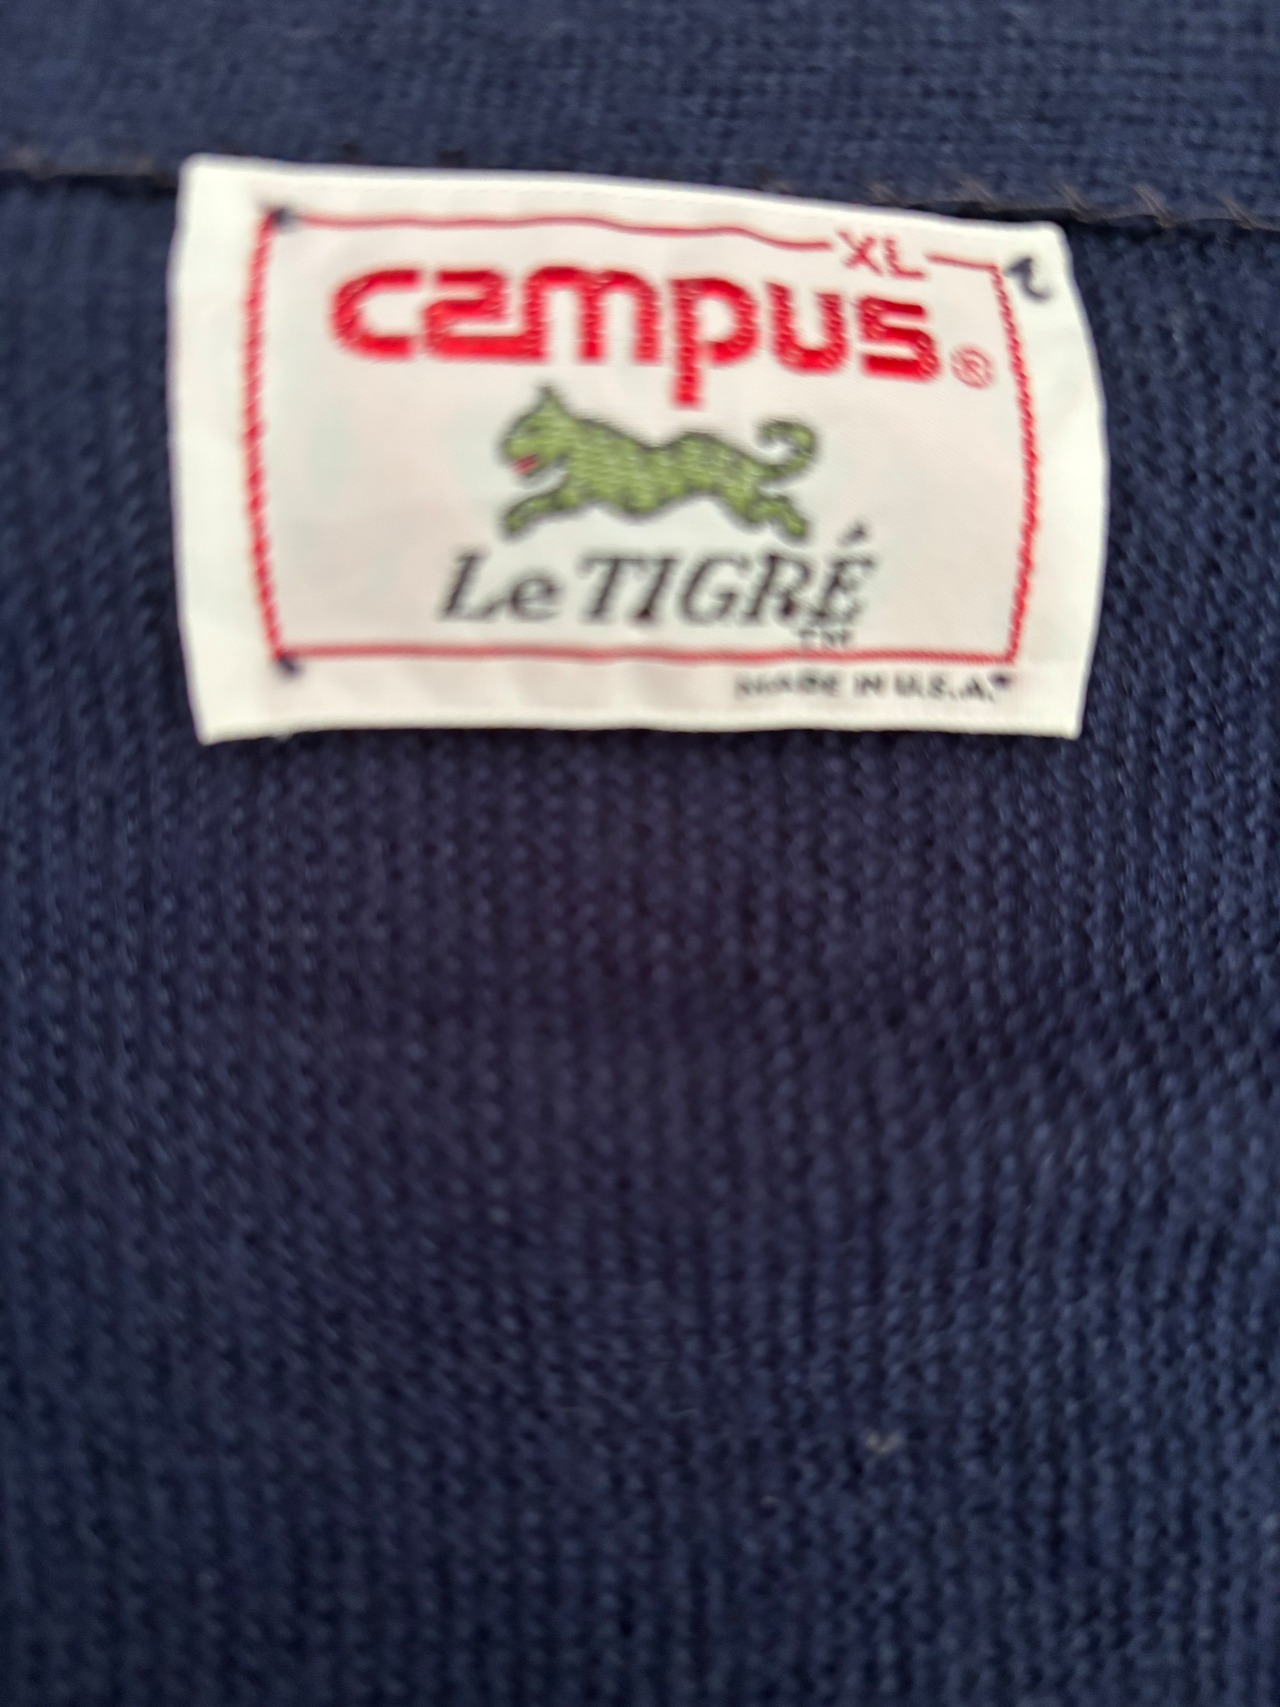 XL
campus®
Le TIGRÉ
TM
MADE IN U.S.A.